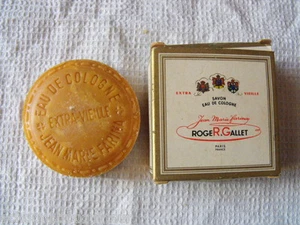 EAU DE COLOGNE
EXTRA-VIEILLE
JEAN MARIE FARINA
EXTRA VIEILLE
SAVON
EAU DE COLOGNE
Jean Marie Farina
ROGER.GALLET
PARIS
FRANCE